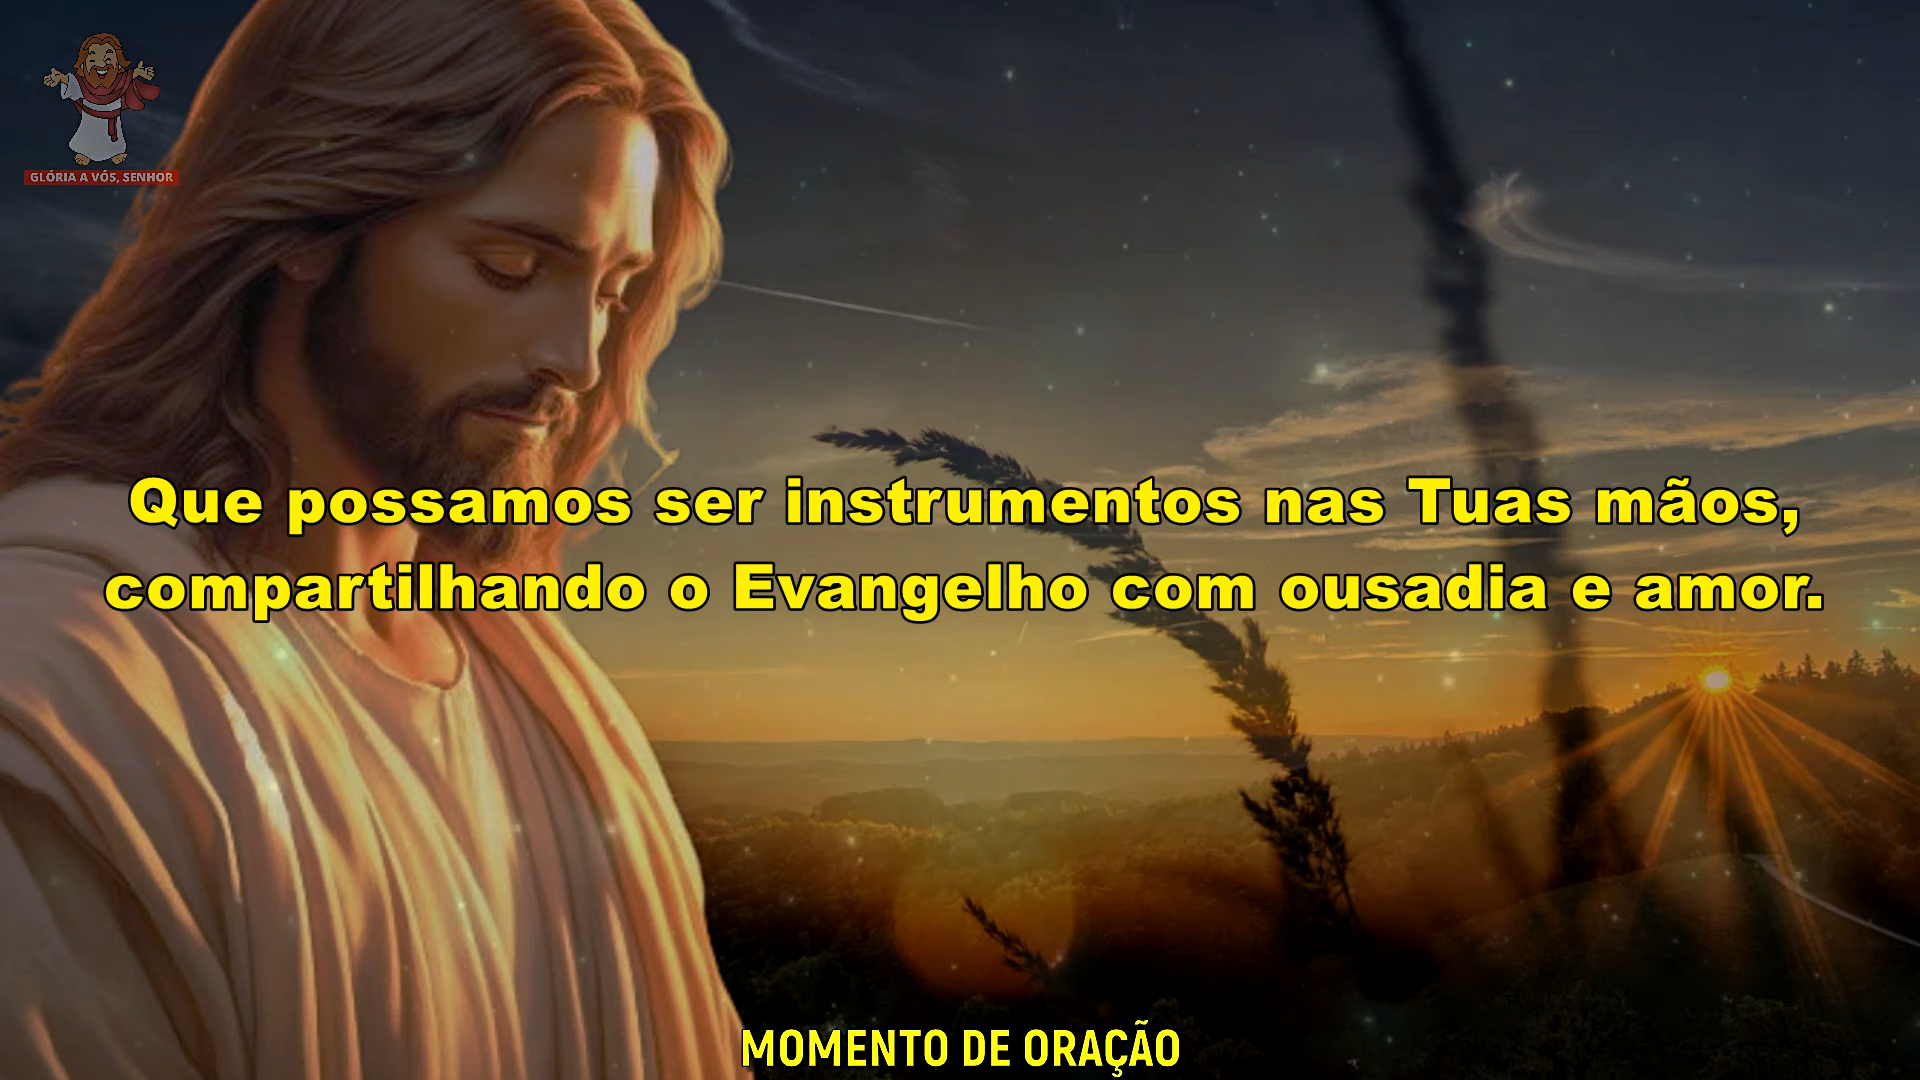 GLÓRIA A VÓS, SENHOR
Que possamos ser instrumentos nas Tuas mãos,
compartilhando o Evangelho com ousadia e amor.
MOMENTO DE ORAÇÃO